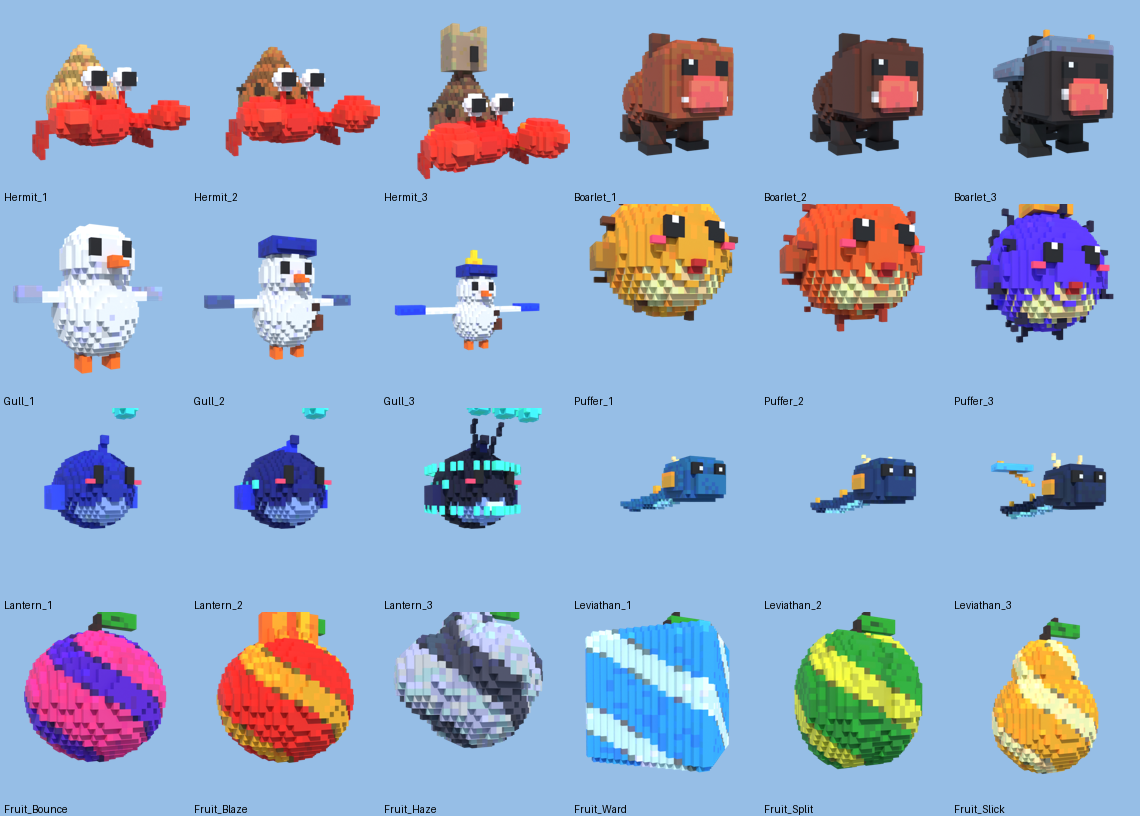 Hermit_1 Hermit_2 Hermit_3 Boarlet_1 Boarlet_2 Boarlet_3
Gull_1 Gull_2 Gull_3 Puffer_1 Puffer_2 Puffer_3
Lantern_1 Lantern_2 Lantern_3 Leviathan_1 Leviathan_2 Leviathan_3
Fruit_Bounce Fruit_Blaze Fruit_Haze Fruit_Ward Fruit_Split Fruit_Slick